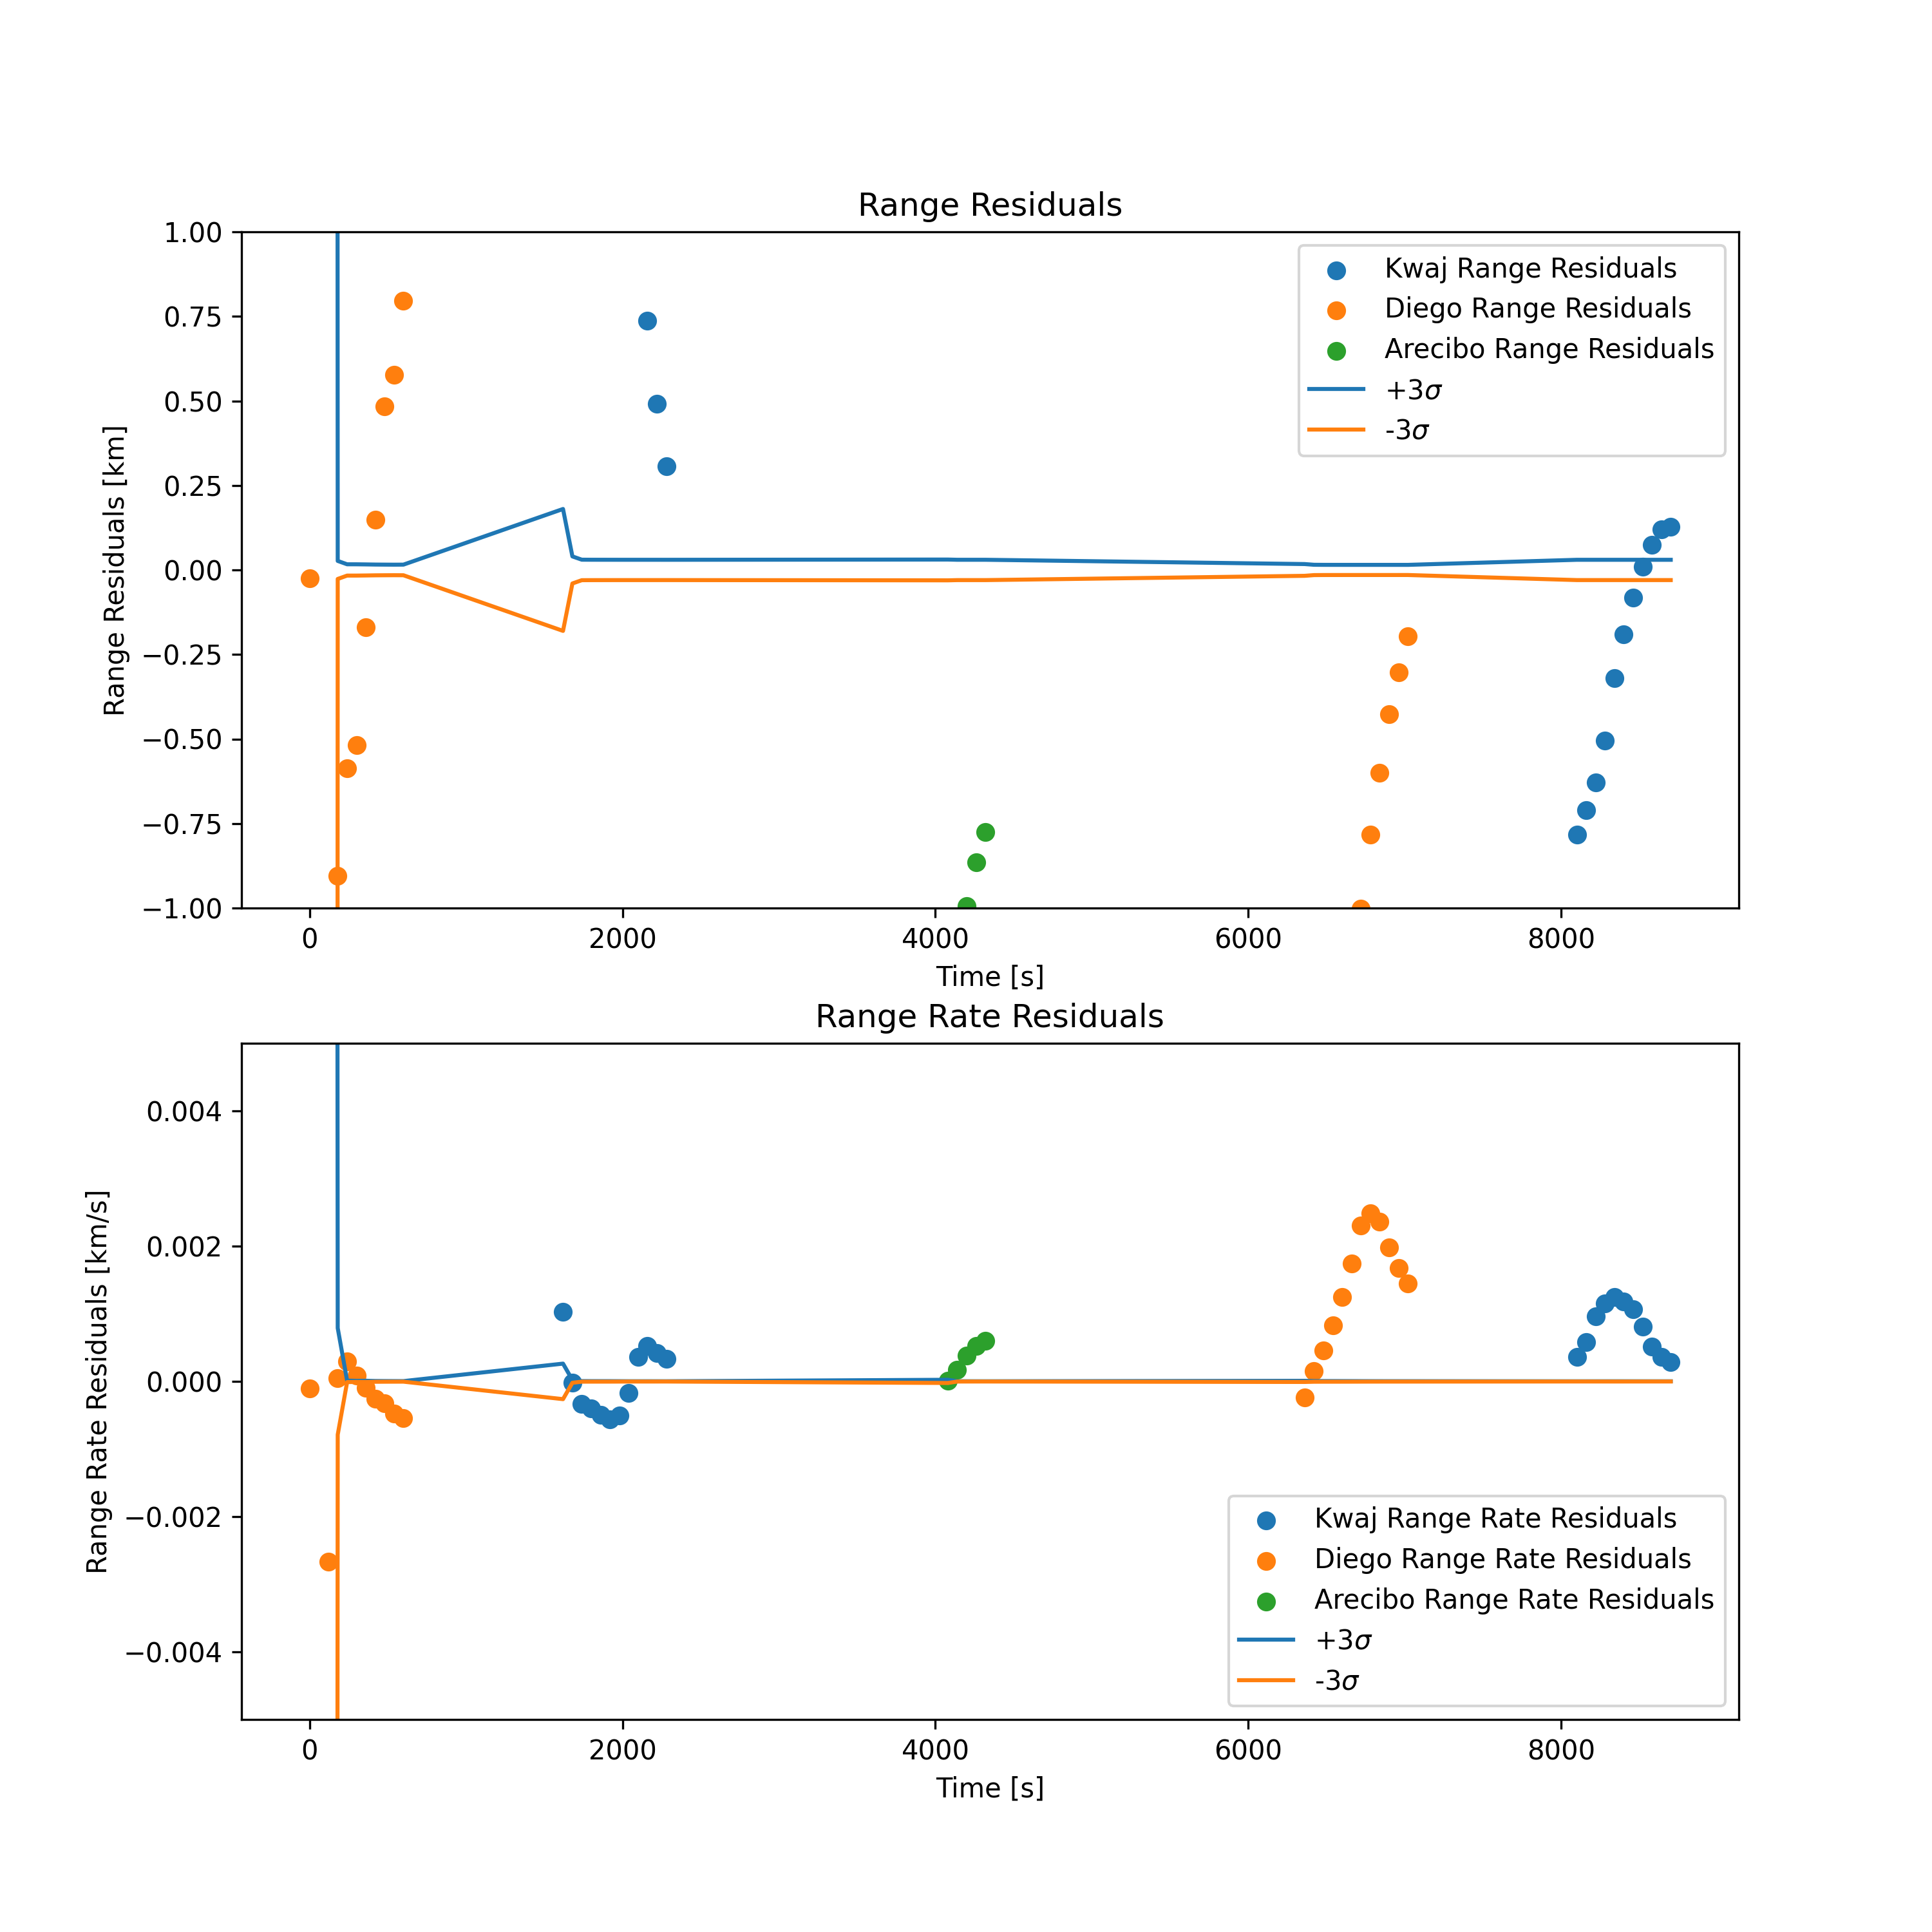 Range Residuals
1.00
0.75
0.50
0.25
0.00
−0.25
−0.50
−0.75
−1.00
Range Residuals [km]
Kwaj Range Residuals
Diego Range Residuals
Arecibo Range Residuals
+3σ
-3σ
0 2000 4000 6000 8000
Time [s]
Range Rate Residuals
0.004
0.002
0.000
−0.002
−0.004
Range Rate Residuals [km/s]
Kwaj Range Rate Residuals
Diego Range Rate Residuals
Arecibo Range Rate Residuals
+3σ
-3σ
0 2000 4000 6000 8000
Time [s]